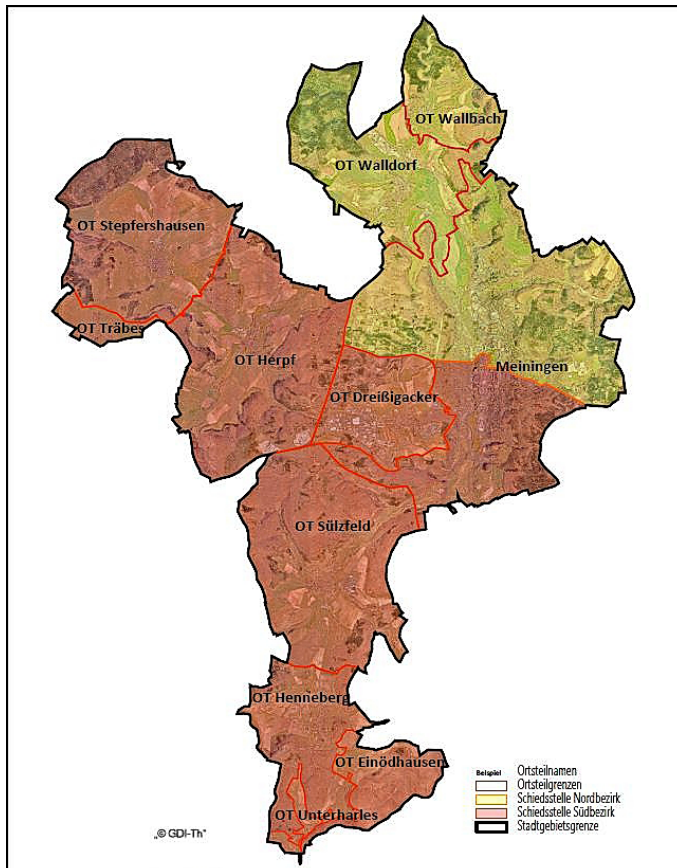 OT Wallbach
OT Walldorf
OT Stepfershausen
OT Träbes
OT Herpf
Meiningen
OT Dreißigacker
OT Sülzfeld
OT Henneberg
OT Einödhausen
OT Unterharles
„© GDI-Th"
Beispiel Ortsteilnamen
Ortsteilgrenzen
Schiedsstelle Nordbezirk
Schiedsstelle Südbezirk
Stadtgebietsgrenze